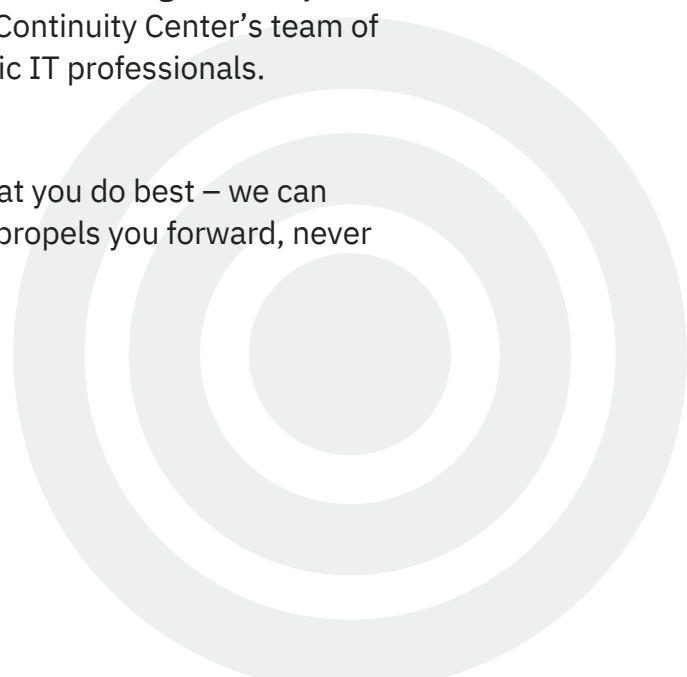 Continuity Center’s team of
ic IT professionals.
at you do best – we can
propels you forward, never